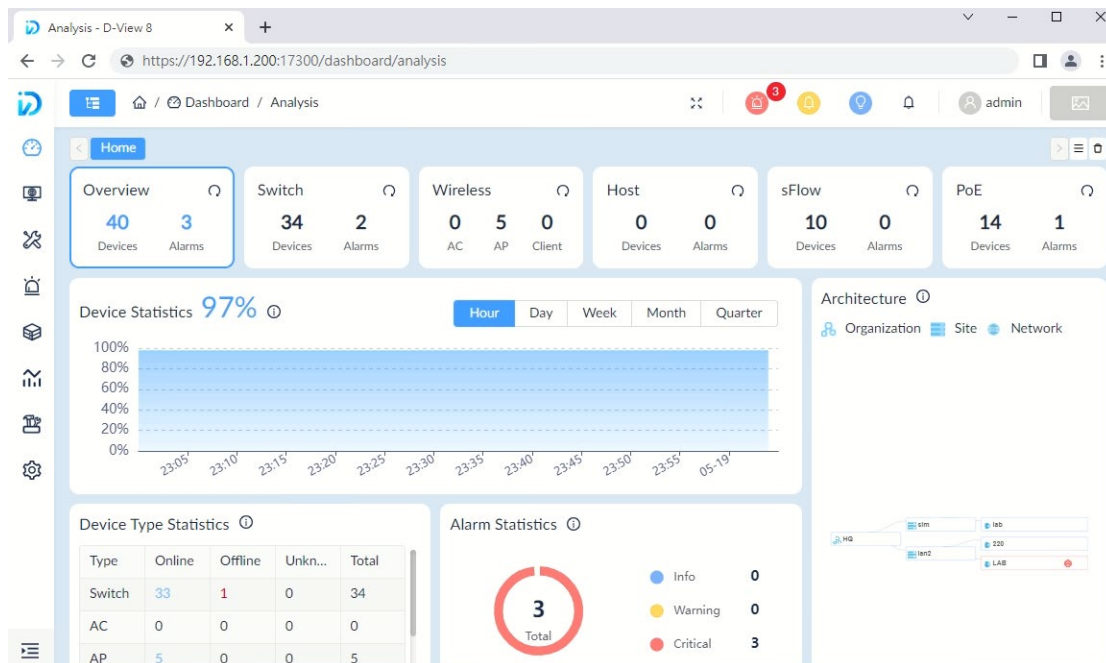 Analysis - D-View 8
https://192.168.1.200:17300/dashboard/analysis
/ Dashboard / Analysis
3
admin
Home
Overview
40 3
Devices Alarms
Switch
34 2
Devices Alarms
Wireless
0 5 0
AC AP Client
Host
0 0
Devices Alarms
sFlow
10 0
Devices Alarms
PoE
14 1
Devices Alarms
Device Statistics 97%
Hour Day Week Month Quarter
100%
80%
60%
40%
20%
0%
23:05' 23:10' 23:15' 23:20' 23:25' 23:30' 23:35' 23:40' 23:45' 23:50' 23:55' 05-19'
Architecture
Organization Site Network
HQ
slm
lan2
lab
220
LAB
Device Type Statistics
Type Online Offline Unkn... Total
Switch 33 1 0 34
AC 0 0 0 0
AP 5 0 0 5
Alarm Statistics
3
Total
Info 0
Warning 0
Critical 3